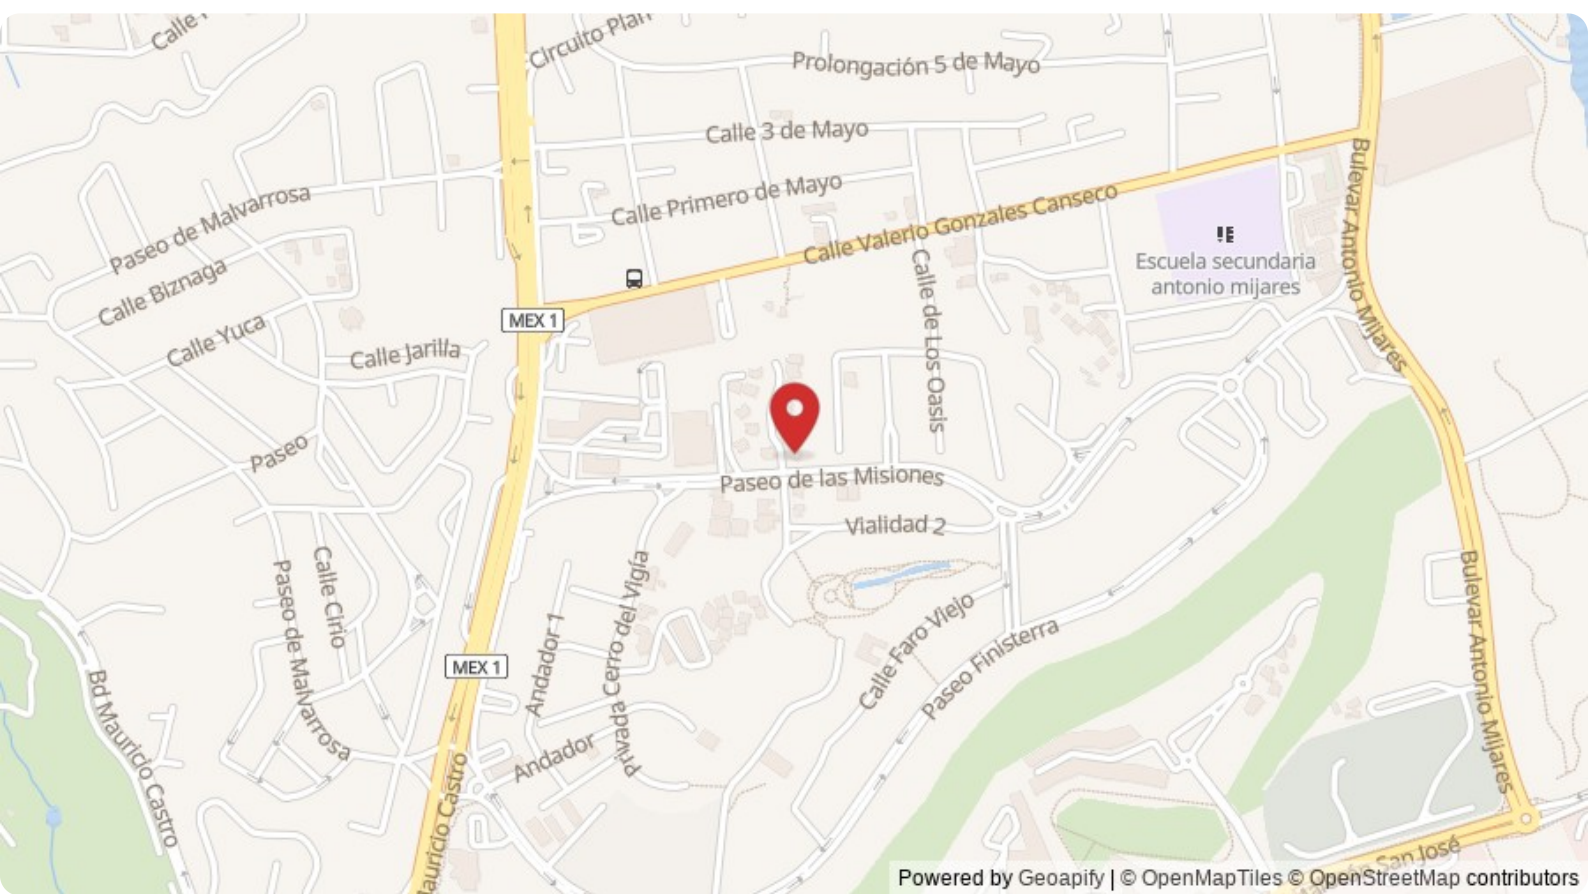 Calle
Circuito Plan
Prolongación 5 de Mayo
Calle 3 de Mayo
Calle Primero de Mayo
Paseo de Malvarrosa
Calle Biznaga
Calle Yuca
Calle Jarilla
Calle Valerio Gonzales Canseco
Calle de Los Oasis
Escuela secundaria
antonio mijares
Bulevar Antonio Mijares
MEX 1
Paseo
Paseo de las Misiones
Vialidad 2
Calle Cirio
Paseo de Malvarrosa
Andador 1
Privada Cerro del Vigía
Calle Faro Viejo
Paseo Finisterra
Bulevar Antonio Mijares
MEX 1
Bd Mauricio Castro
Andador
Mauricio Castro
Malecón San José
Powered by Geoapify | © OpenMapTiles © OpenStreetMap contributors